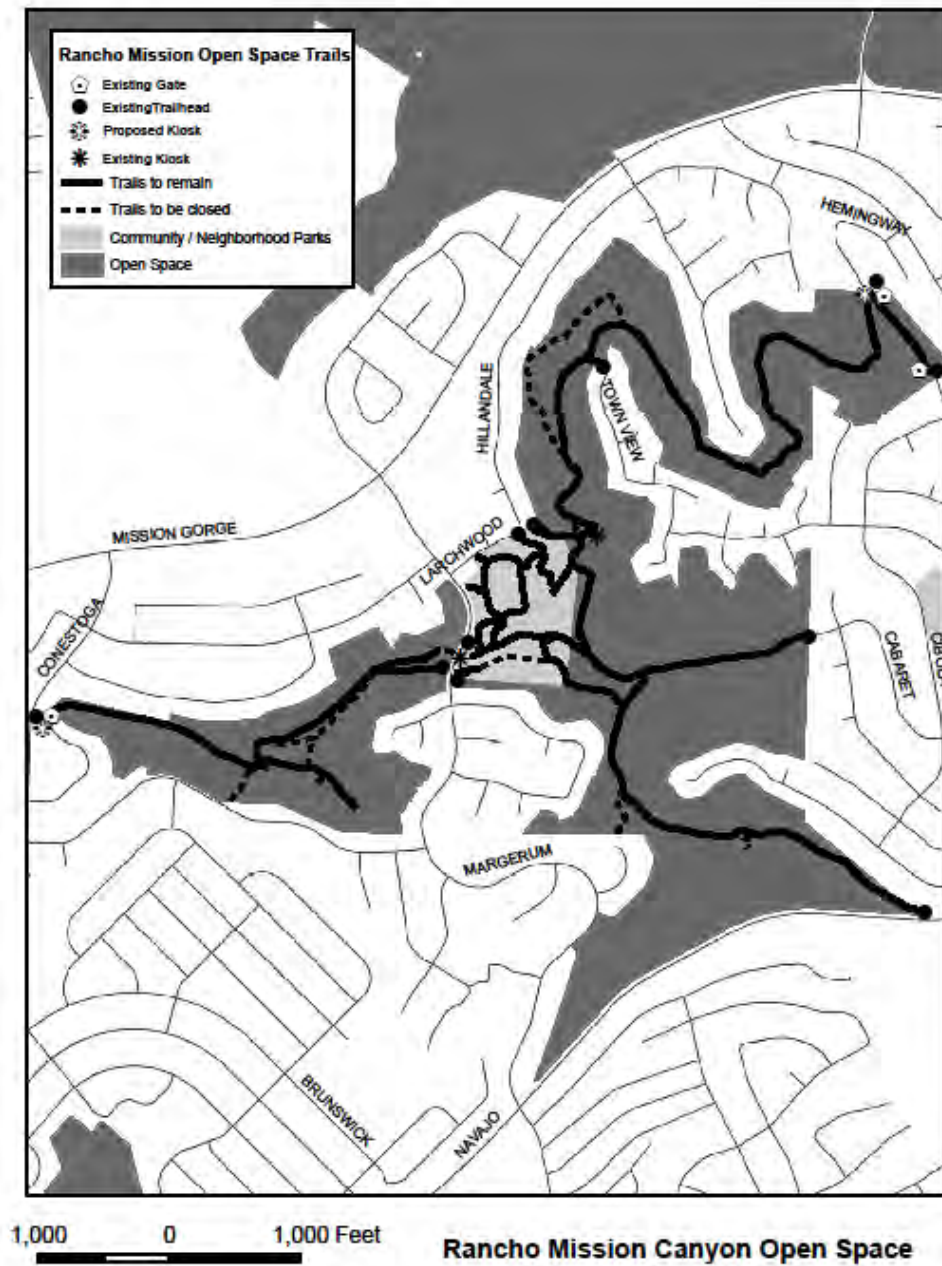 Rancho Mission Open Space Trails
Existing Gate
ExistingTrailhead
Proposed Kiosk
Existing Kiosk
Trails to remain
Trails to be closed
Community / Neighborhood Parks
Open Space
HEMINGWAY
HILLANDALE
TOWN VIEW
MISSION GORGE
LARCHWOOD
CONESTOGA
CABARET
MARGERUM
BRUNSWICK
NAVAJO
1,000 0 1,000 Feet
Rancho Mission Canyon Open Space